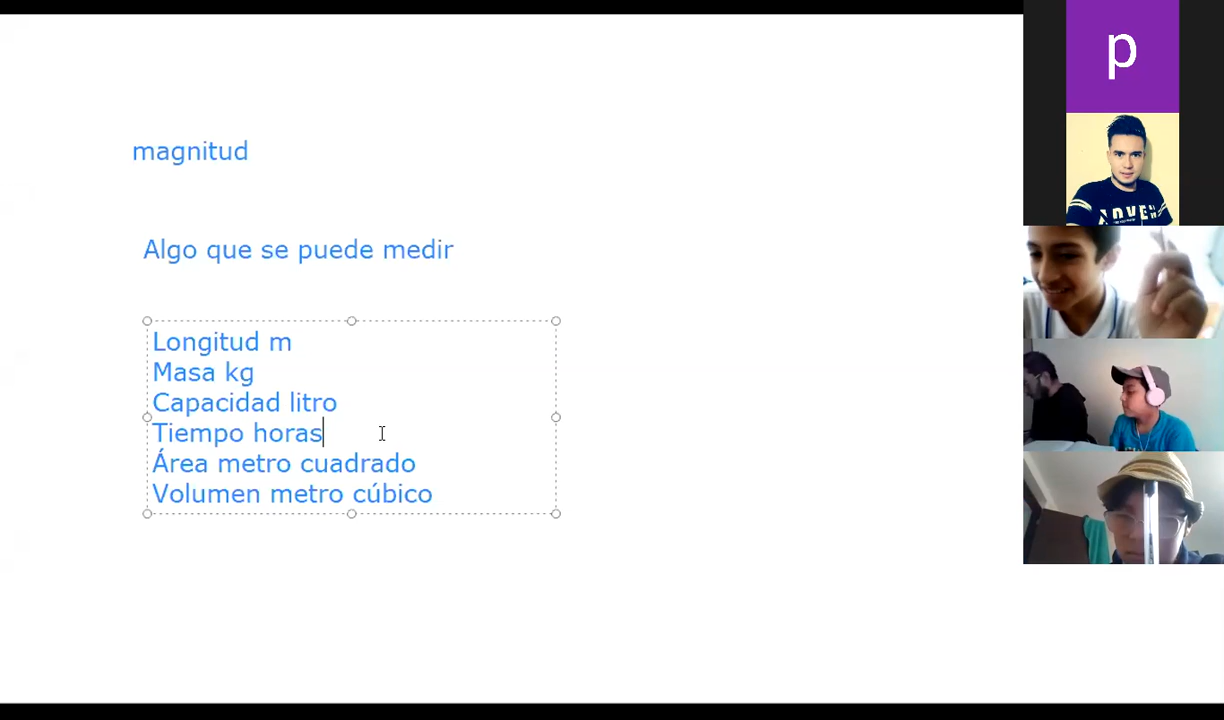 magnitud
Algo que se puede medir
Longitud m
Masa kg
Capacidad litro
Tiempo horas
Área metro cuadrado
Volumen metro cúbico
p